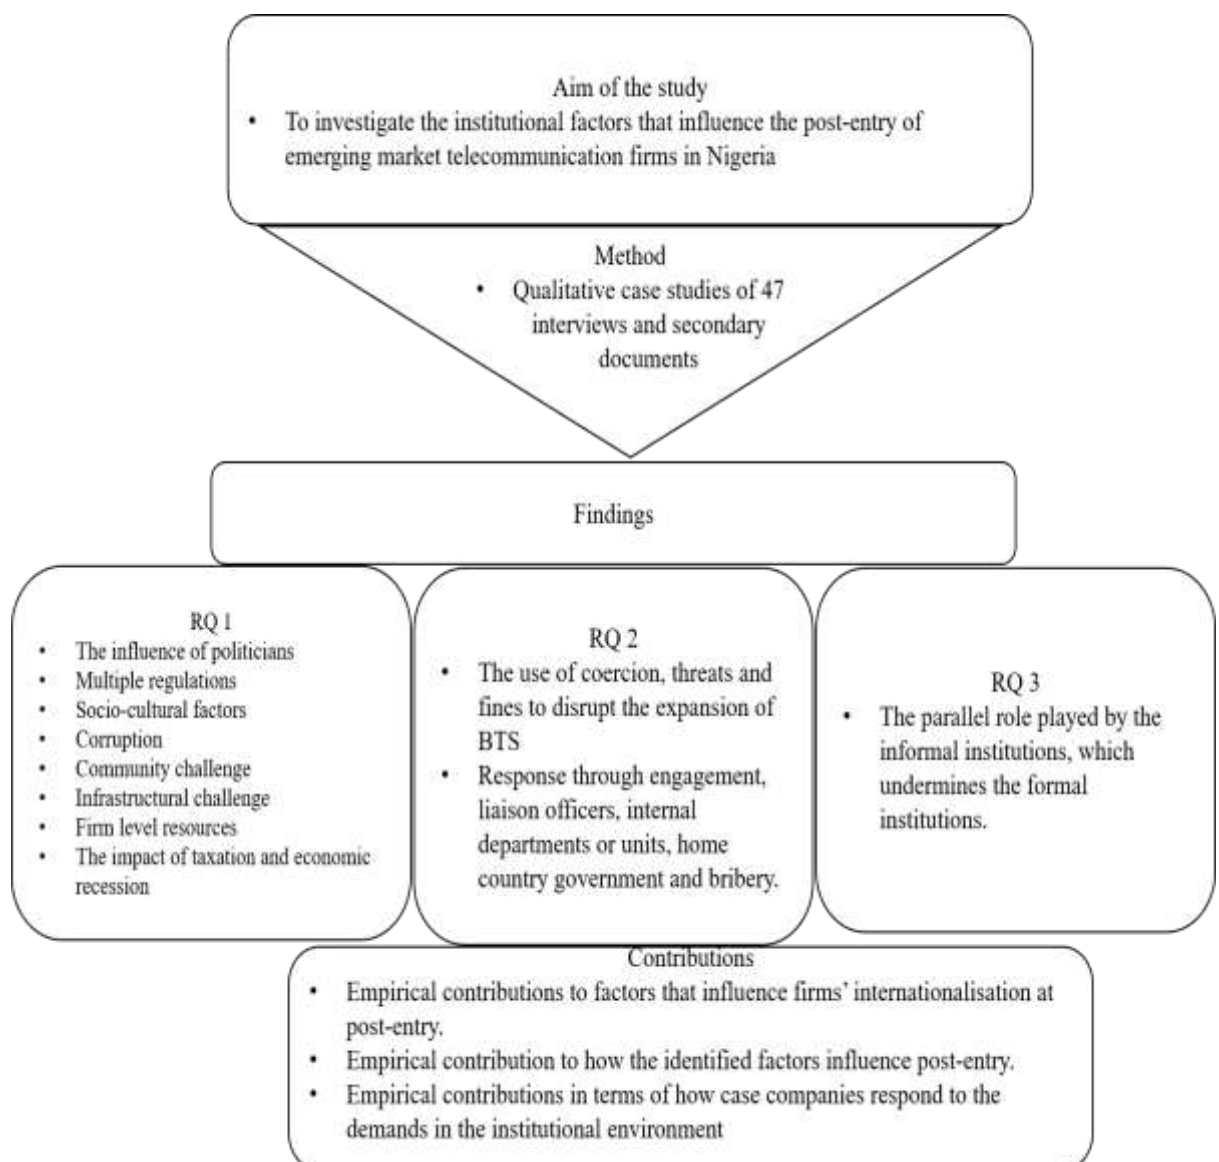 Aim of the study
• To investigate the institutional factors that influence the post-entry of
emerging market telecommunication firms in Nigeria
Method
• Qualitative case studies of 47
interviews and secondary
documents
Findings
RQ 1
• The influence of politicians
• Multiple regulations
• Socio-cultural factors
• Corruption
• Community challenge
• Infrastructural challenge
• Firm level resources
• The impact of taxation and economic
recession
RQ 2
• The use of coercion, threats and
fines to disrupt the expansion of
BTS
• Response through engagement,
liaison officers, internal
departments or units, home
country government and bribery.
RQ 3
• The parallel role played by the
informal institutions, which
undermines the formal
institutions.
Contributions
• Empirical contributions to factors that influence firms’ internationalisation at
post-entry.
• Empirical contribution to how the identified factors influence post-entry.
• Empirical contributions in terms of how case companies respond to the
demands in the institutional environment